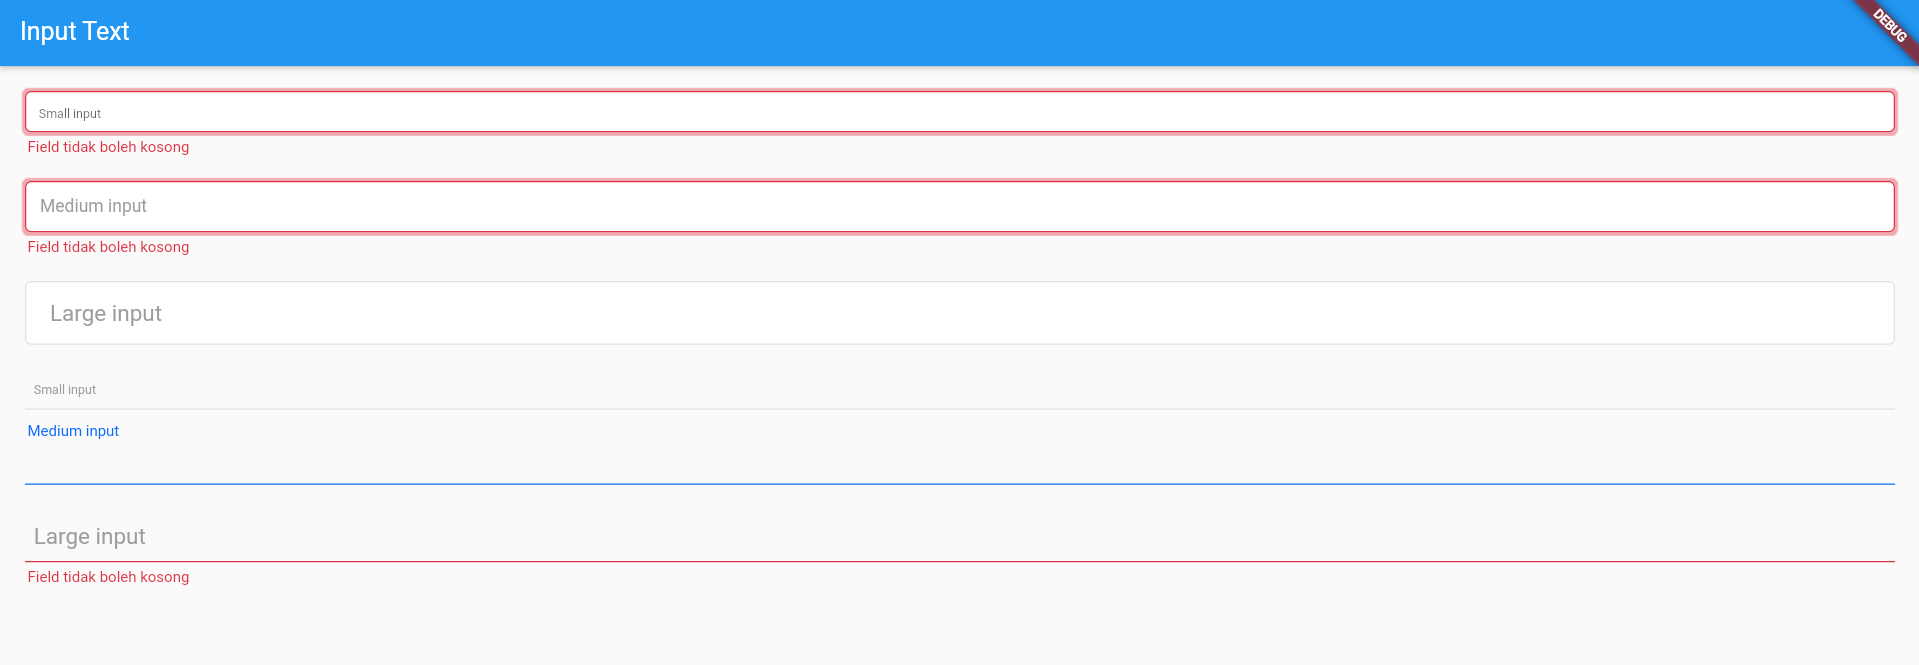 Input Text
DEBUG
Small input
Field tidak boleh kosong
Medium input
Field tidak boleh kosong
Large input
Small input
Medium input
Large input
Field tidak boleh kosong